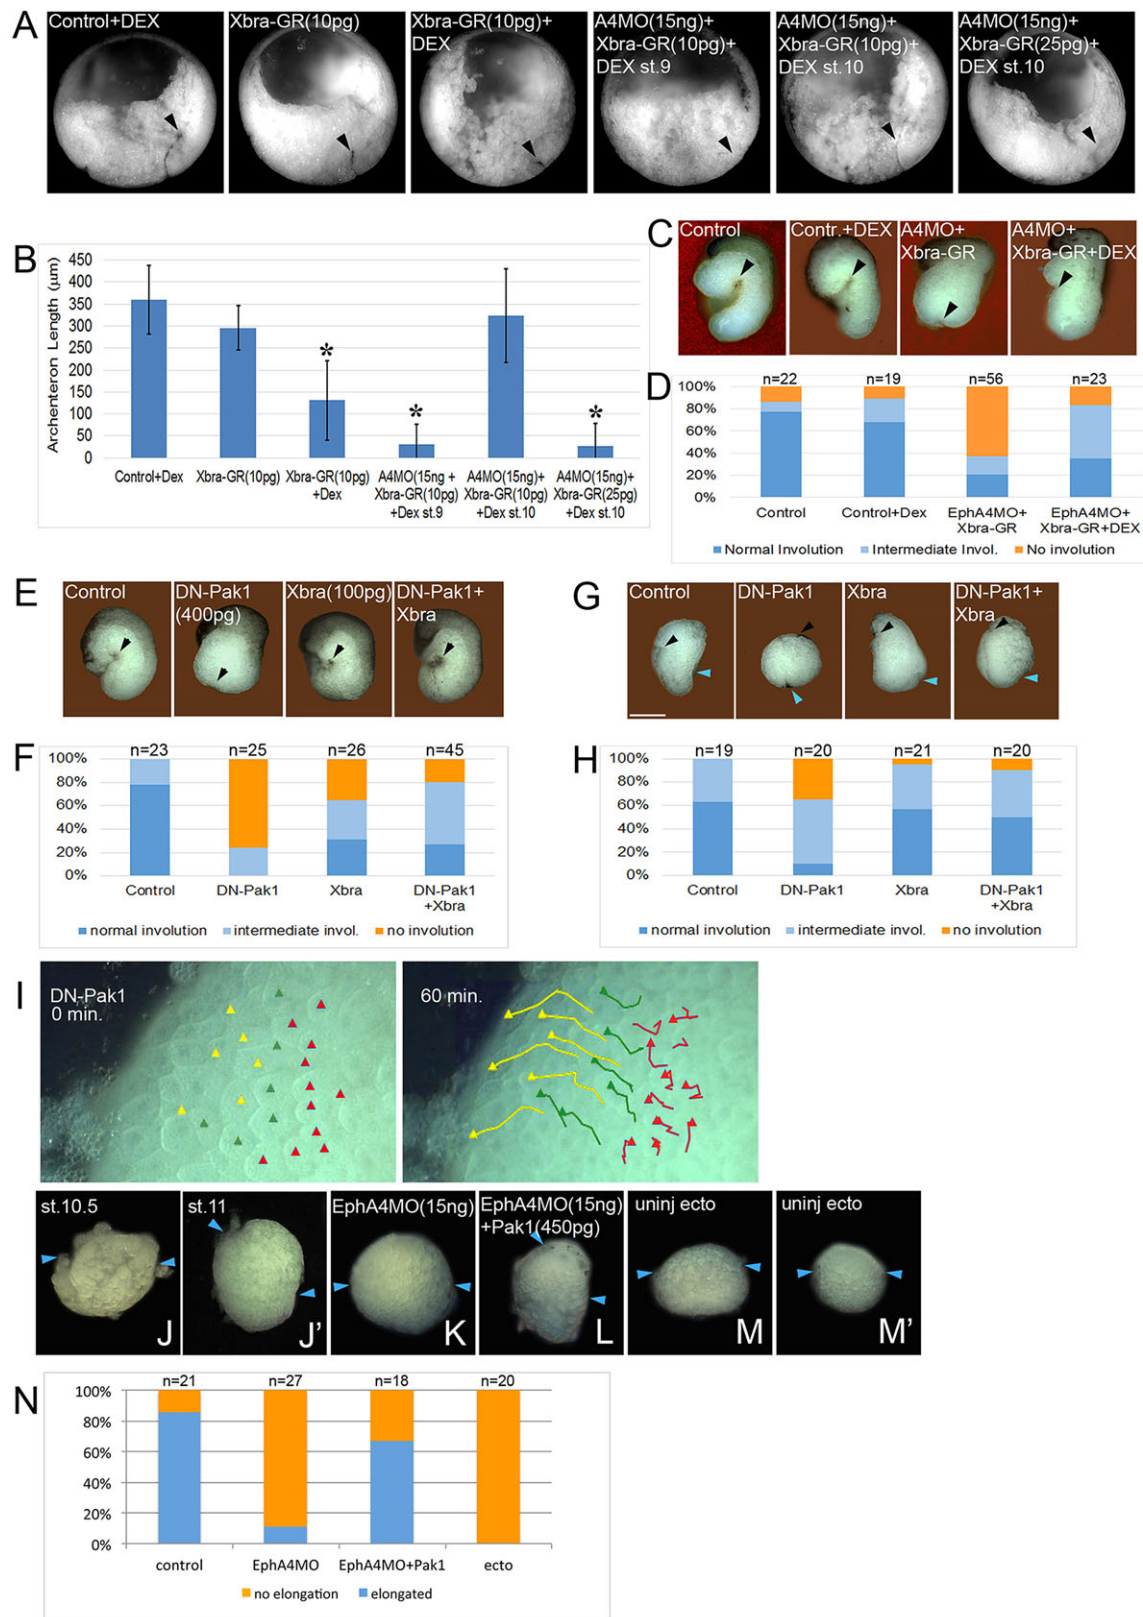 A
Control+DEX
Xbra-GR(10pg)
Xbra-GR(10pg)+
DEX
A4MO(15ng)+
Xbra-GR(10pg)+
DEX st.9
A4MO(15ng)+
Xbra-GR(10pg)+
DEX st.10
A4MO(15ng)+
Xbra-GR(25pg)+
DEX st.10
B
Archenteron Length (µm)
450
400
350
300
250
200
150
100
50
0
*
*
*
Control+Dex
Xbra-GR(10pg)
Xbra-GR(10pg)
+Dex
A4MO(15ng +
Xbra-GR(10pg)
+Dex st.9
A4MO(15ng)+
Xbra-GR(10pg)
+Dex st.10
A4MO(15ng)+
Xbra-GR(25pg)
+Dex st.10
C
Control
Contr.+DEX
A4MO+
Xbra-GR
A4MO+
Xbra-GR+DEX
D
n=22
n=19
n=56
n=23
100%
80%
60%
40%
20%
0%
Control
Control+Dex
EphA4MO+
Xbra-GR
EphA4MO+
Xbra-GR+DEX
Normal Involution
Intermediate Invol.
No involution
E
Control
DN-Pak1
(400pg)
Xbra(100pg)
DN-Pak1+
Xbra
G
Control
DN-Pak1
Xbra
DN-Pak1+
Xbra
F
n=23
n=25
n=26
n=45
100%
80%
60%
40%
20%
0%
Control
DN-Pak1
Xbra
DN-Pak1
+Xbra
normal involution
intermediate invol.
no involution
H
n=19
n=20
n=21
n=20
100%
80%
60%
40%
20%
0%
Control
DN-Pak1
Xbra
DN-Pak1
+Xbra
normal involution
intermediate invol.
no involution
I
DN-Pak1
0 min.
60 min.
st.10.5
J
st.11
J'
EphA4MO(15ng)
K
EphA4MO(15ng)
+Pak1(450pg)
L
uninj ecto
M
uninj ecto
M'
N
n=21
n=27
n=18
n=20
100%
80%
60%
40%
20%
0%
control
EphA4MO
EphA4MO+Pak1
ecto
no elongation
elongated